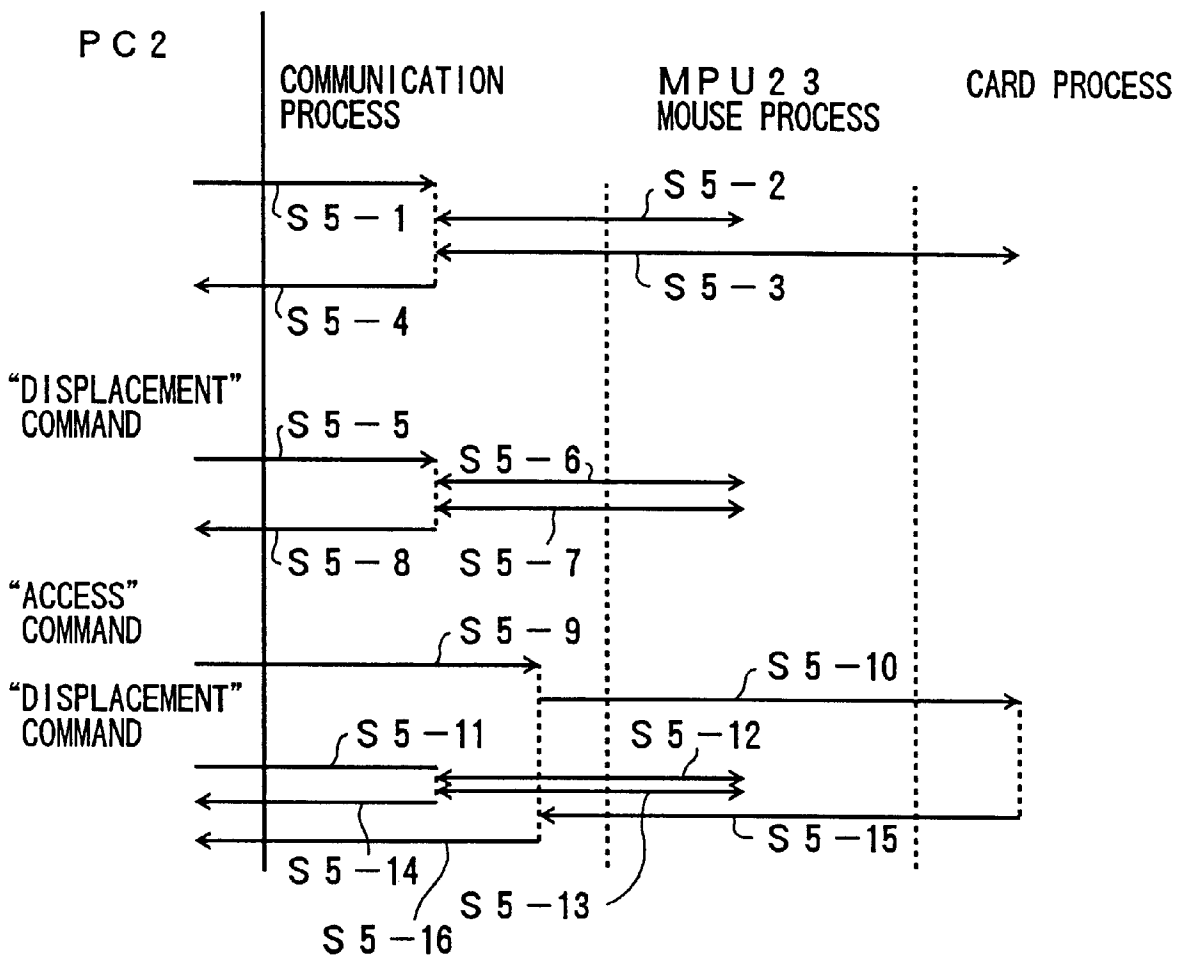 PC2
COMMUNICATION
PROCESS
MPU23
MOUSE PROCESS
CARD PROCESS
S5-1
S5-2
S5-3
S5-4
“DISPLACEMENT”
COMMAND
S5-5
S5-6
S5-7
S5-8
“ACCESS”
COMMAND
S5-9
S5-10
“DISPLACEMENT”
COMMAND
S5-11
S5-12
S5-15
S5-14
S5-13
S5-16